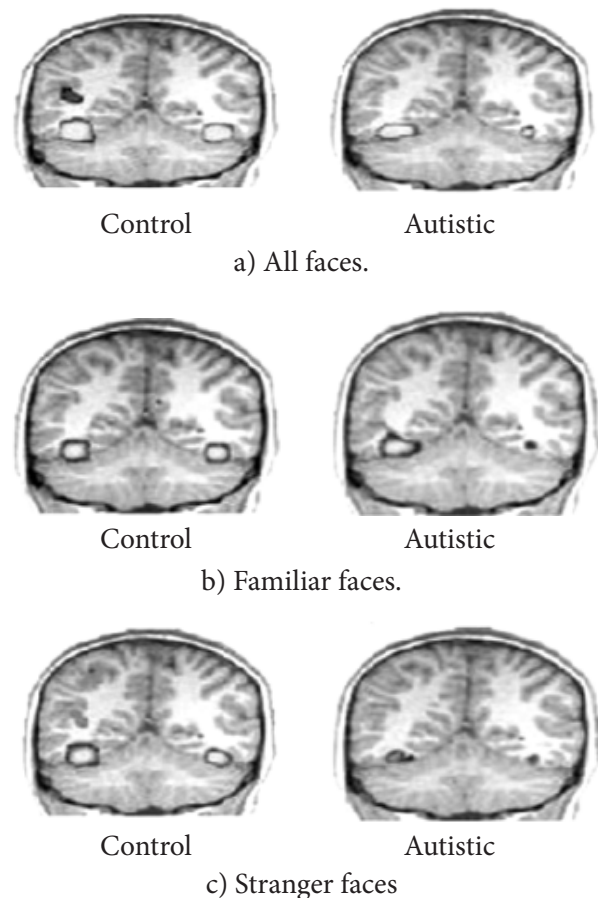 Control Autistic
a) All faces.
Control Autistic
b) Familiar faces.
Control Autistic
c) Stranger faces